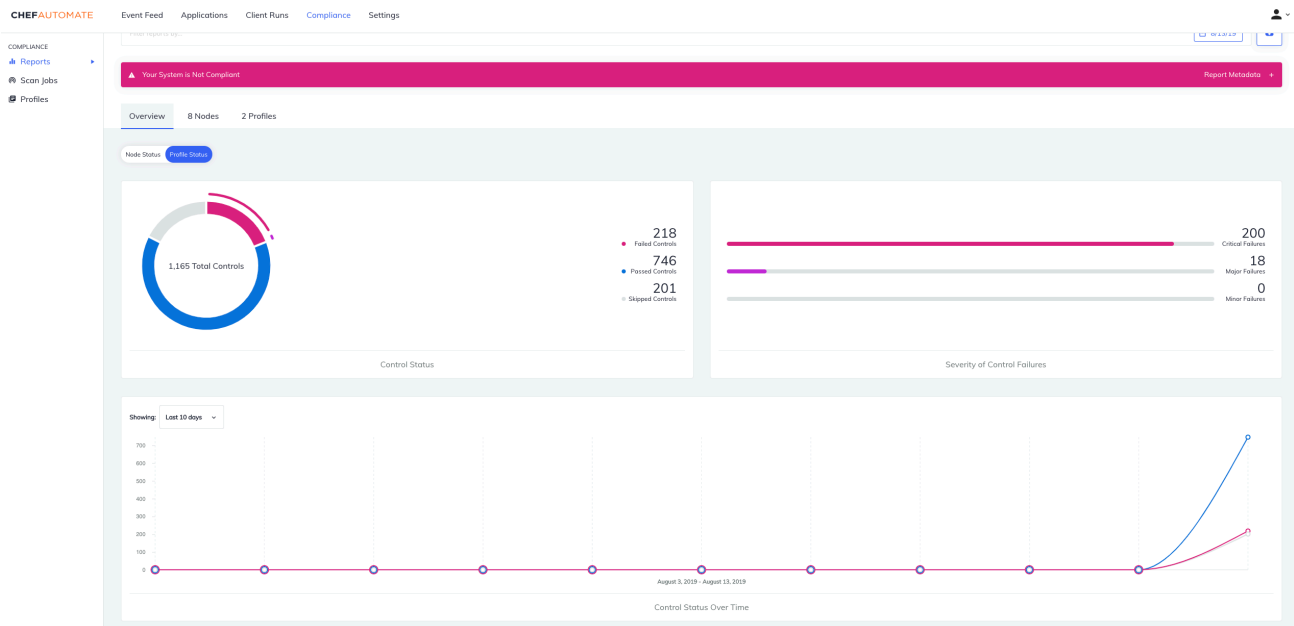 CHEFAUTOMATE
Event Feed Applications Client Runs Compliance Settings
COMPLIANCE
Reports
Scan Jobs
Profiles
8/13/19
Your System is Not Compliant
Report Metadata +
Overview 8 Nodes 2 Profiles
Node Status Profile Status
1,165 Total Controls
218
Failed Controls
746
Passed Controls
201
Skipped Controls
Control Status
200
Critical Failures
18
Major Failures
0
Minor Failures
Severity of Control Failures
Showing: Last 10 days
700
600
500
400
300
200
100
0
August 3, 2019 - August 13, 2019
Control Status Over Time